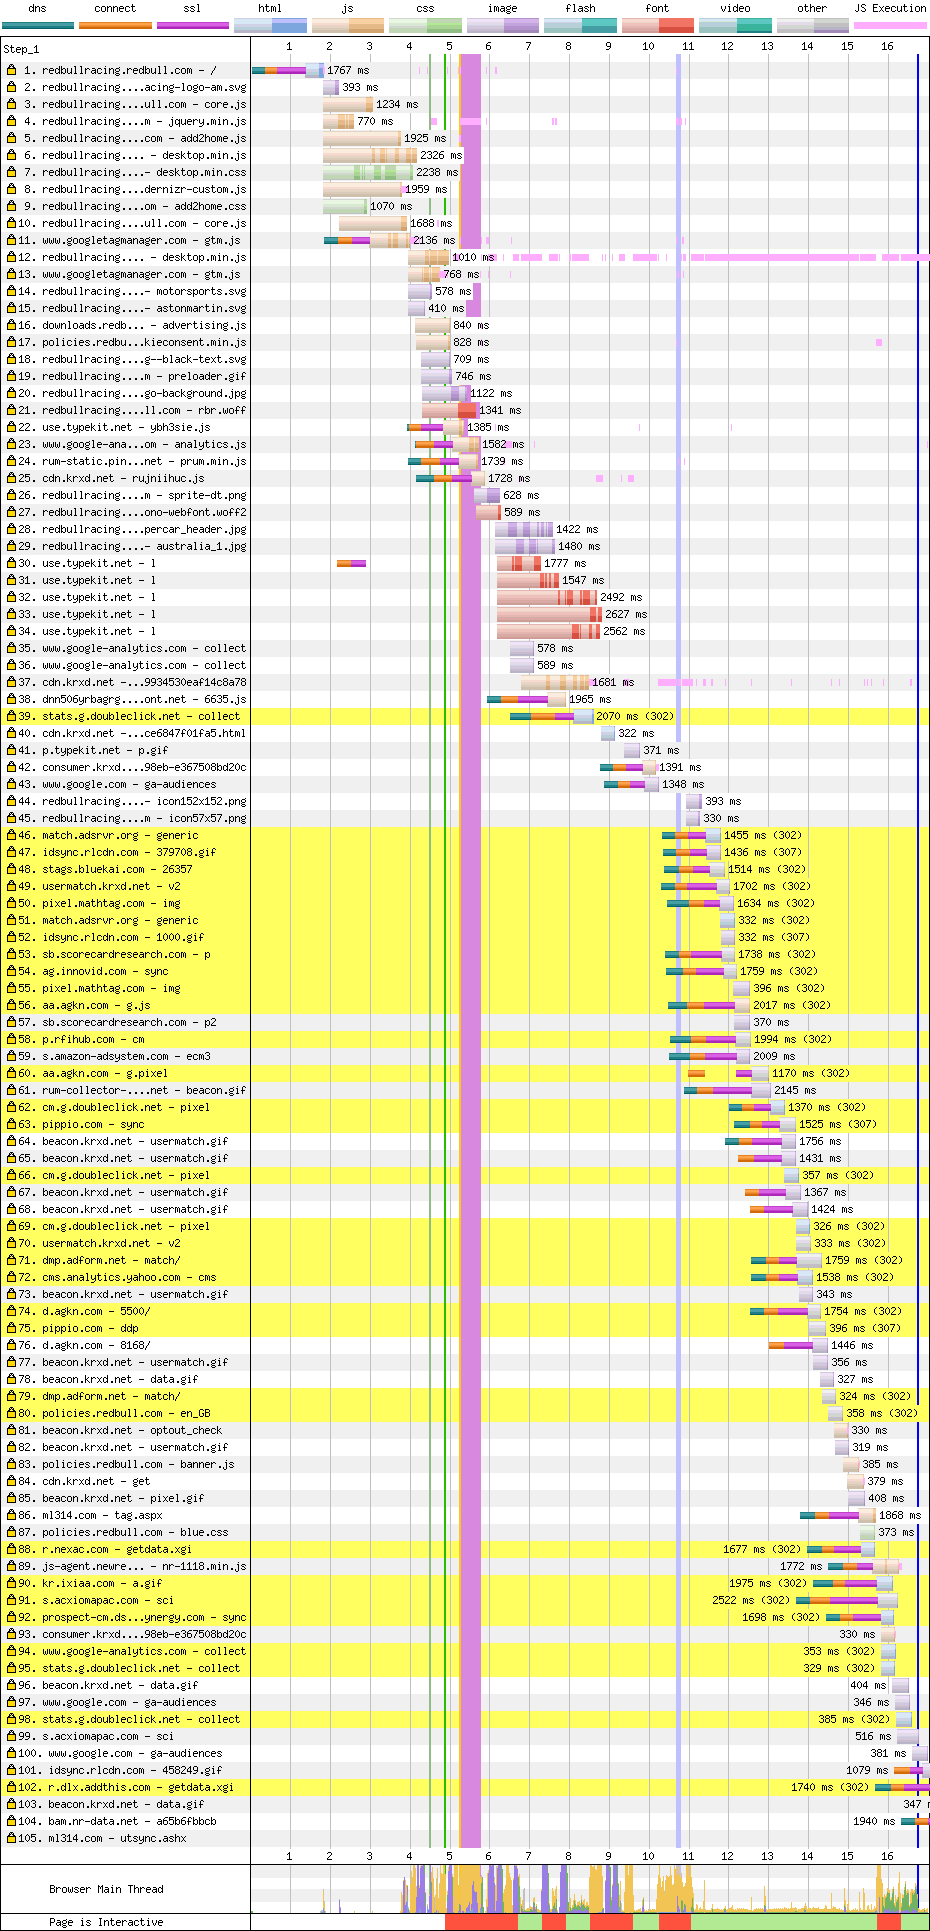 dns connect ssl html js css image flash font video other JS Execution
Step_1 1 2 3 4 5 6 7 8 9 10 11 12 13 14 15 16
1. redbullracing.redbull.com - / 1767 ms
2. redbullracing....acing-logo-am.svg 393 ms
3. redbullracing....ull.com - core.js 1234 ms
4. redbullracing....m - jquery.min.js 770 ms
5. redbullracing....com - add2home.js 1925 ms
6. redbullracing.... - desktop.min.js 2326 ms
7. redbullracing....- desktop.min.css 2238 ms
8. redbullracing....dernizr-custom.js 1959 ms
9. redbullracing....om - add2home.css 1070 ms
10. redbullracing....ull.com - core.js 1688 ms
11. www.googletagmanager.com - gtm.js 2136 ms
12. redbullracing.... - desktop.min.js 1010 ms
13. www.googletagmanager.com - gtm.js 768 ms
14. redbullracing....- motorsports.svg 578 ms
15. redbullracing....- astonmartin.svg 410 ms
16. downloads.redb... - advertising.js 840 ms
17. policies.redbu...kieconsent.min.js 828 ms
18. redbullracing....g--black-text.svg 709 ms
19. redbullracing....m - preloader.gif 746 ms
20. redbullracing....go-background.jpg 1122 ms
21. redbullracing....ll.com - rbr.woff 1341 ms
22. use.typekit.net - ybh3sie.js 1385 ms
23. www.google-ana...om - analytics.js 1582 ms
24. rum-static.pin...net - prum.min.js 1739 ms
25. cdn.krxd.net - rujniihuc.js 1728 ms
26. redbullracing....m - sprite-dt.png 628 ms
27. redbullracing....ono-webfont.woff2 589 ms
28. redbullracing....percar_header.jpg 1422 ms
29. redbullracing....- australia_1.jpg 1480 ms
30. use.typekit.net - l 1777 ms
31. use.typekit.net - l 1547 ms
32. use.typekit.net - l 2492 ms
33. use.typekit.net - l 2627 ms
34. use.typekit.net - l 2562 ms
35. www.google-analytics.com - collect 578 ms
36. www.google-analytics.com - collect 589 ms
37. cdn.krxd.net -...9934530eaf14c8a78 1681 ms
38. dnn506yrbagrg....ont.net - 6635.js 1965 ms
39. stats.g.doubleclick.net - collect 2070 ms (302)
40. cdn.krxd.net -...ce6847f01fa5.html 322 ms
41. p.typekit.net - p.gif 371 ms
42. consumer.krxd....98eb-e367508bd20c 1391 ms
43. www.google.com - ga-audiences 1348 ms
44. redbullracing....- icon152x152.png 393 ms
45. redbullracing....m - icon57x57.png 330 ms
46. match.adsrvr.org - generic 1455 ms (302)
47. idsync.rlcdn.com - 379708.gif 1436 ms (307)
48. stags.bluekai.com - 26357 1514 ms (302)
49. usermatch.krxd.net - v2 1702 ms (302)
50. pixel.mathtag.com - img 1634 ms (302)
51. match.adsrvr.org - generic 332 ms (302)
52. idsync.rlcdn.com - 1000.gif 332 ms (307)
53. sb.scorecardresearch.com - p 1738 ms (302)
54. ag.innovid.com - sync 1759 ms (302)
55. pixel.mathtag.com - img 396 ms (302)
56. aa.agkn.com - g.js 2017 ms (302)
57. sb.scorecardresearch.com - p2 370 ms
58. p.rfihub.com - cm 1994 ms (302)
59. s.amazon-adsystem.com - ecm3 2009 ms
60. aa.agkn.com - g.pixel 1170 ms (302)
61. rum-collector-....net - beacon.gif 2145 ms
62. cm.g.doubleclick.net - pixel 1370 ms (302)
63. pippio.com - sync 1525 ms (307)
64. beacon.krxd.net - usermatch.gif 1756 ms
65. beacon.krxd.net - usermatch.gif 1431 ms
66. cm.g.doubleclick.net - pixel 357 ms (302)
67. beacon.krxd.net - usermatch.gif 1367 ms
68. beacon.krxd.net - usermatch.gif 1424 ms
69. cm.g.doubleclick.net - pixel 326 ms (302)
70. usermatch.krxd.net - v2 333 ms (302)
71. dmp.adform.net - match/ 1759 ms (302)
72. cms.analytics.yahoo.com - cms 1538 ms (302)
73. beacon.krxd.net - usermatch.gif 343 ms
74. d.agkn.com - 5500/ 1754 ms (302)
75. pippio.com - ddp 396 ms (307)
76. d.agkn.com - 8168/ 1446 ms
77. beacon.krxd.net - usermatch.gif 356 ms
78. beacon.krxd.net - data.gif 327 ms
79. dmp.adform.net - match/ 324 ms (302)
80. policies.redbull.com - en_GB 358 ms (302)
81. beacon.krxd.net - optout_check 330 ms
82. beacon.krxd.net - usermatch.gif 319 ms
83. policies.redbull.com - banner.js 385 ms
84. cdn.krxd.net - get 379 ms
85. beacon.krxd.net - pixel.gif 408 ms
86. ml314.com - tag.aspx 1868 ms
87. policies.redbull.com - blue.css 373 ms
88. r.nexac.com - getdata.xgi 1677 ms (302)
89. js-agent.newre... - nr-1118.min.js 1772 ms
90. kr.ixiaa.com - a.gif 1975 ms (302)
91. s.acxiomapac.com - sci 2522 ms (302)
92. prospect-cm.ds...ynergy.com - sync 1698 ms (302)
93. consumer.krxd....98eb-e367508bd20c 330 ms
94. www.google-analytics.com - collect 353 ms (302)
95. stats.g.doubleclick.net - collect 329 ms (302)
96. beacon.krxd.net - data.gif 404 ms
97. www.google.com - ga-audiences 346 ms
98. stats.g.doubleclick.net - collect 385 ms (302)
99. s.acxiomapac.com - sci 516 ms
100. www.google.com - ga-audiences 381 ms
101. idsync.rlcdn.com - 458249.gif 1079 ms
102. r.dlx.addthis.com - getdata.xgi 1740 ms (302)
103. beacon.krxd.net - data.gif 347
104. bam.nr-data.net - a65b6fbbcb 1940 ms
105. ml314.com - utsync.ashx
1 2 3 4 5 6 7 8 9 10 11 12 13 14 15 16
Browser Main Thread
Page is Interactive